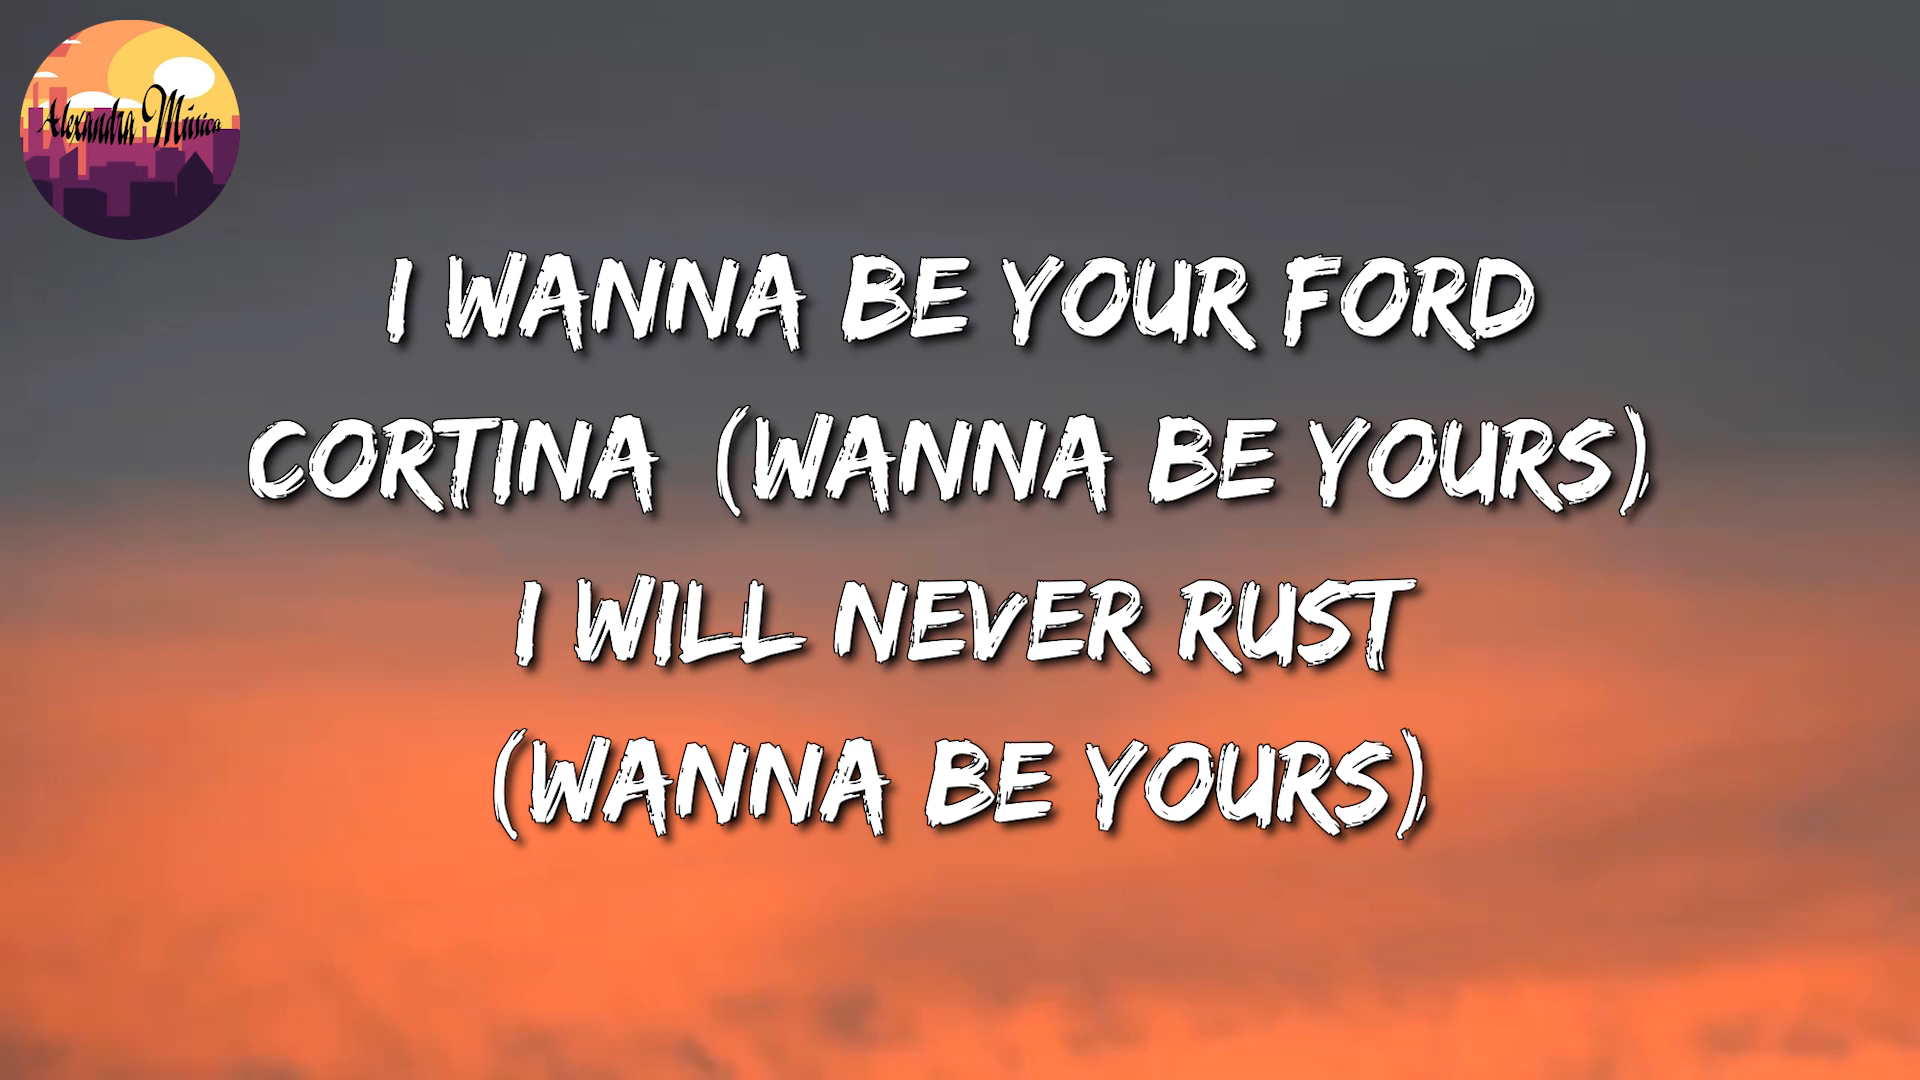 Alexandra Música
I WANNA BE YOUR FORD
CORTINA (WANNA BE YOURS)
I WILL NEVER RUST
(WANNA BE YOURS)